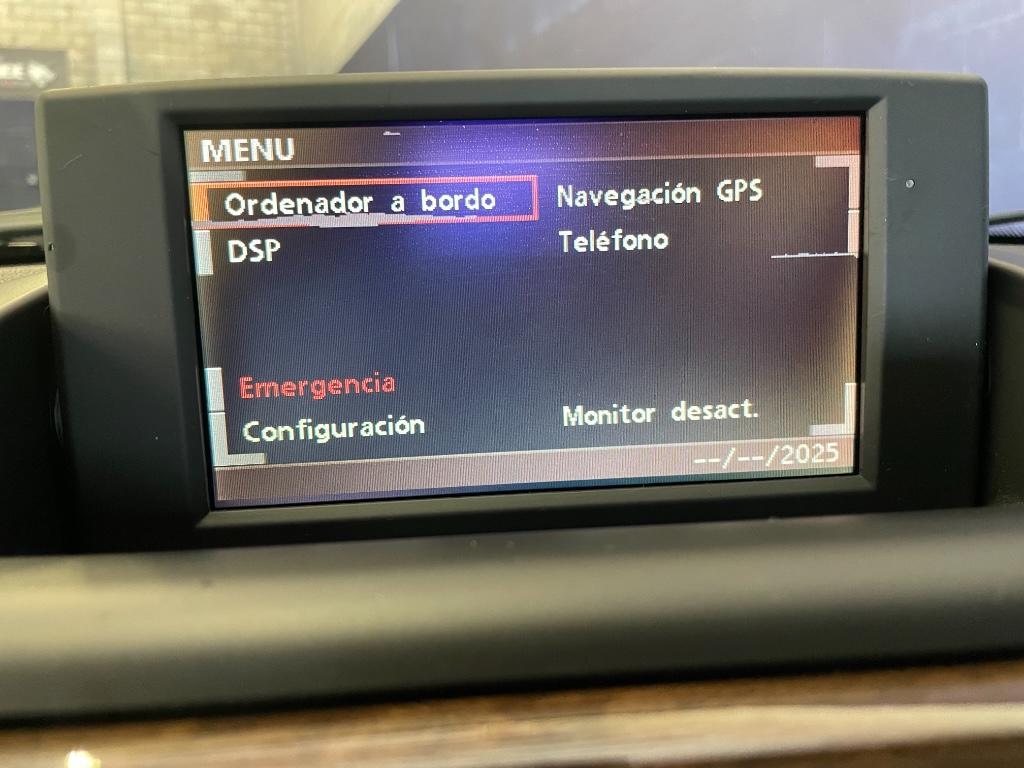 MENU
Ordenador a bordo
Navegación GPS
DSP
Teléfono
Emergencia
Configuración
Monitor desact.
--/--/2025